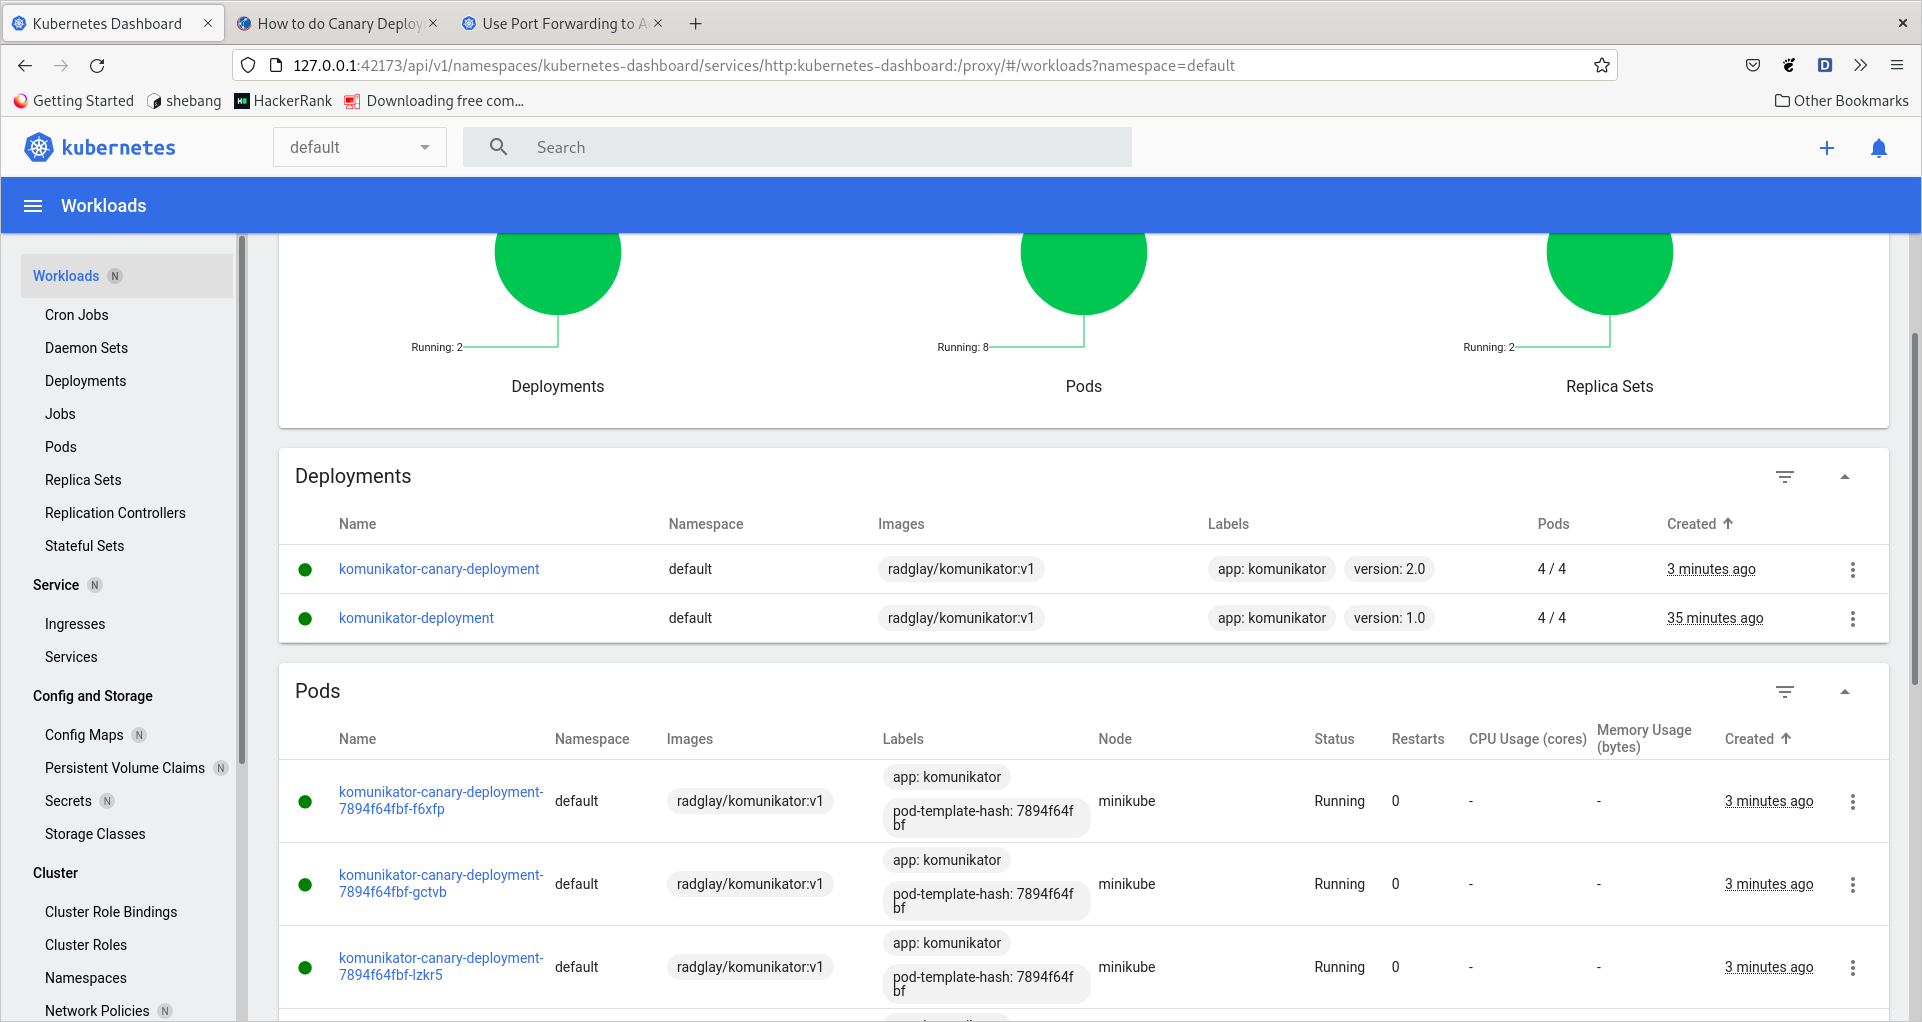 Kubernetes Dashboard
How to do Canary Deploy
Use Port Forwarding to A
127.0.0.1:42173/api/v1/namespaces/kubernetes-dashboard/services/http:kubernetes-dashboard:/proxy/#/workloads?namespace=default
Getting Started shebang HackerRank Downloading free com... Other Bookmarks
kubernetes default Search
Workloads
Workloads N
Cron Jobs
Daemon Sets
Deployments
Jobs
Pods
Replica Sets
Replication Controllers
Stateful Sets
Service N
Ingresses
Services
Config and Storage
Config Maps N
Persistent Volume Claims N
Secrets N
Storage Classes
Cluster
Cluster Role Bindings
Cluster Roles
Namespaces
Network Policies N
Running: 2 Running: 8 Running: 2
Deployments Pods Replica Sets
Deployments
Name Namespace Images Labels Pods Created
komunikator-canary-deployment default radglay/komunikator:v1 app: komunikator version: 2.0 4 / 4 3 minutes ago
komunikator-deployment default radglay/komunikator:v1 app: komunikator version: 1.0 4 / 4 35 minutes ago
Pods
Name Namespace Images Labels Node Status Restarts CPU Usage (cores) Memory Usage (bytes) Created
komunikator-canary-deployment-
7894f64fbf-f6xfp
default radglay/komunikator:v1
app: komunikator
pod-template-hash: 7894f64f
bf
minikube Running 0 - - 3 minutes ago
komunikator-canary-deployment-
7894f64fbf-gctvb
default radglay/komunikator:v1
app: komunikator
pod-template-hash: 7894f64f
bf
minikube Running 0 - - 3 minutes ago
komunikator-canary-deployment-
7894f64fbf-lzkr5
default radglay/komunikator:v1
app: komunikator
pod-template-hash: 7894f64f
bf
minikube Running 0 - - 3 minutes ago